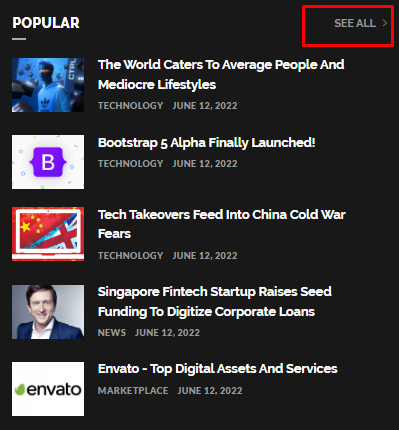 POPULAR
SEE ALL >
The World Caters To Average People And
Mediocre Lifestyles
TECHNOLOGY JUNE 12, 2022
Bootstrap 5 Alpha Finally Launched!
TECHNOLOGY JUNE 12, 2022
B
Tech Takeovers Feed Into China Cold War
Fears
TECHNOLOGY JUNE 12, 2022
Singapore Fintech Startup Raises Seed
Funding To Digitize Corporate Loans
NEWS JUNE 12, 2022
Envato - Top Digital Assets And Services
MARKETPLACE JUNE 12, 2022
envato